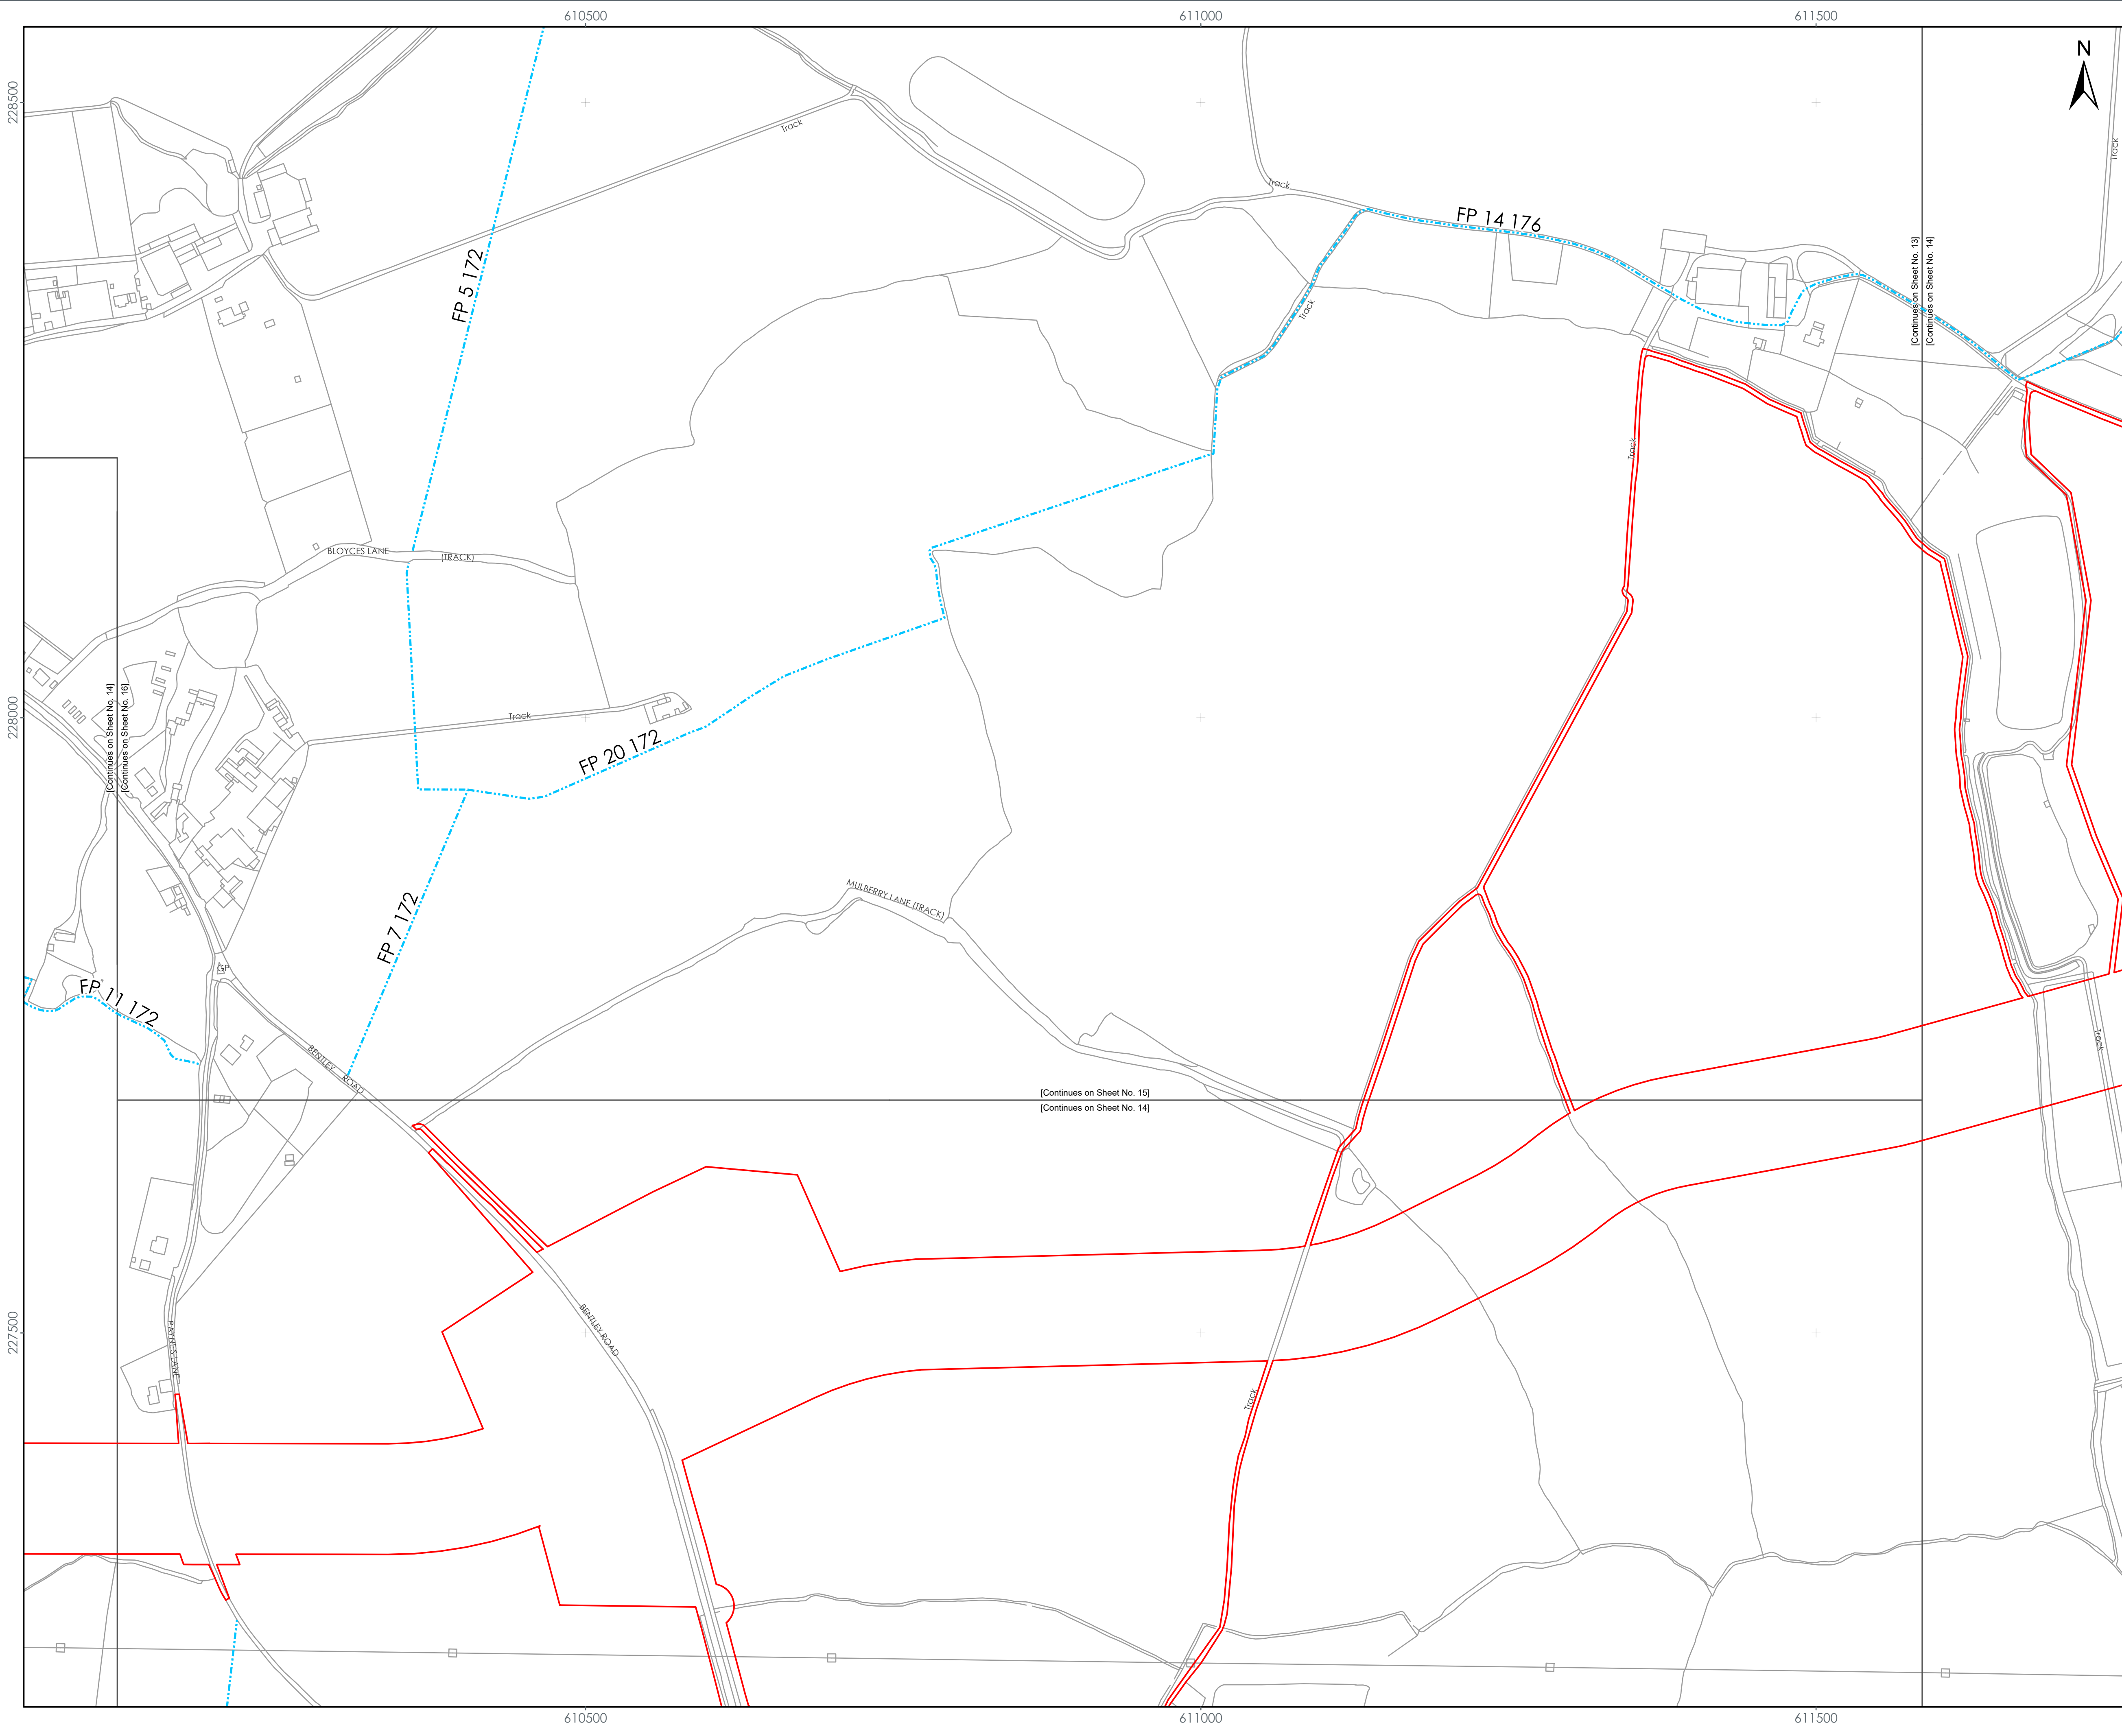 610500
611000
611500
N
228500
Track
Track
Track
FP 14 176
FP 5 172
Track
[Continues on Sheet No. 13]
[Continues on Sheet No. 14]
Track
BLOYCES LANE
(TRACK)
228000
[Continues on Sheet No. 14]
[Continues on Sheet No. 16]
Track
FP 20 172
MULBERRY LANE (TRACK)
FP 7 172
GP
FP 11 172
BENTLEY ROAD
Track
[Continues on Sheet No. 15]
[Continues on Sheet No. 14]
227500
BENTLEY ROAD
PAYNES LANE
Track
610500
611000
611500